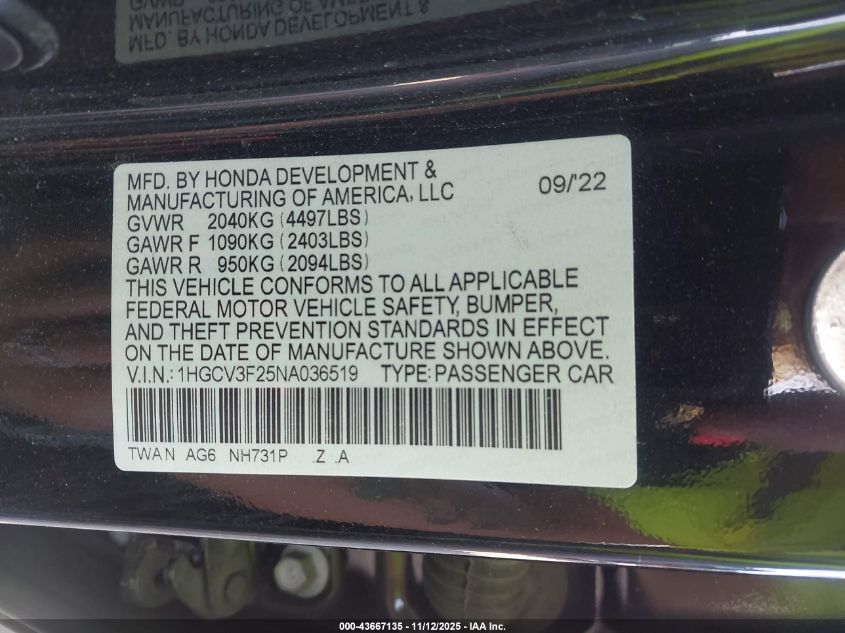 MFD. BY HONDA DEVELOPMENT &
MANUFACTURING OF AMERICA, LLC
09/'22
GVWR 2040KG (4497LBS)
GAWR F 1090KG (2403LBS)
GAWR R 950KG (2094LBS)
THIS VEHICLE CONFORMS TO ALL APPLICABLE
FEDERAL MOTOR VEHICLE SAFETY, BUMPER,
AND THEFT PREVENTION STANDARDS IN EFFECT
ON THE DATE OF MANUFACTURE SHOWN ABOVE.
V.I.N.: 1HGCV3F25NA036519 TYPE: PASSENGER CAR
TWA N AG6 NH731P .Z .A
000-43667135 - 11/12/2025 - IAA Inc.